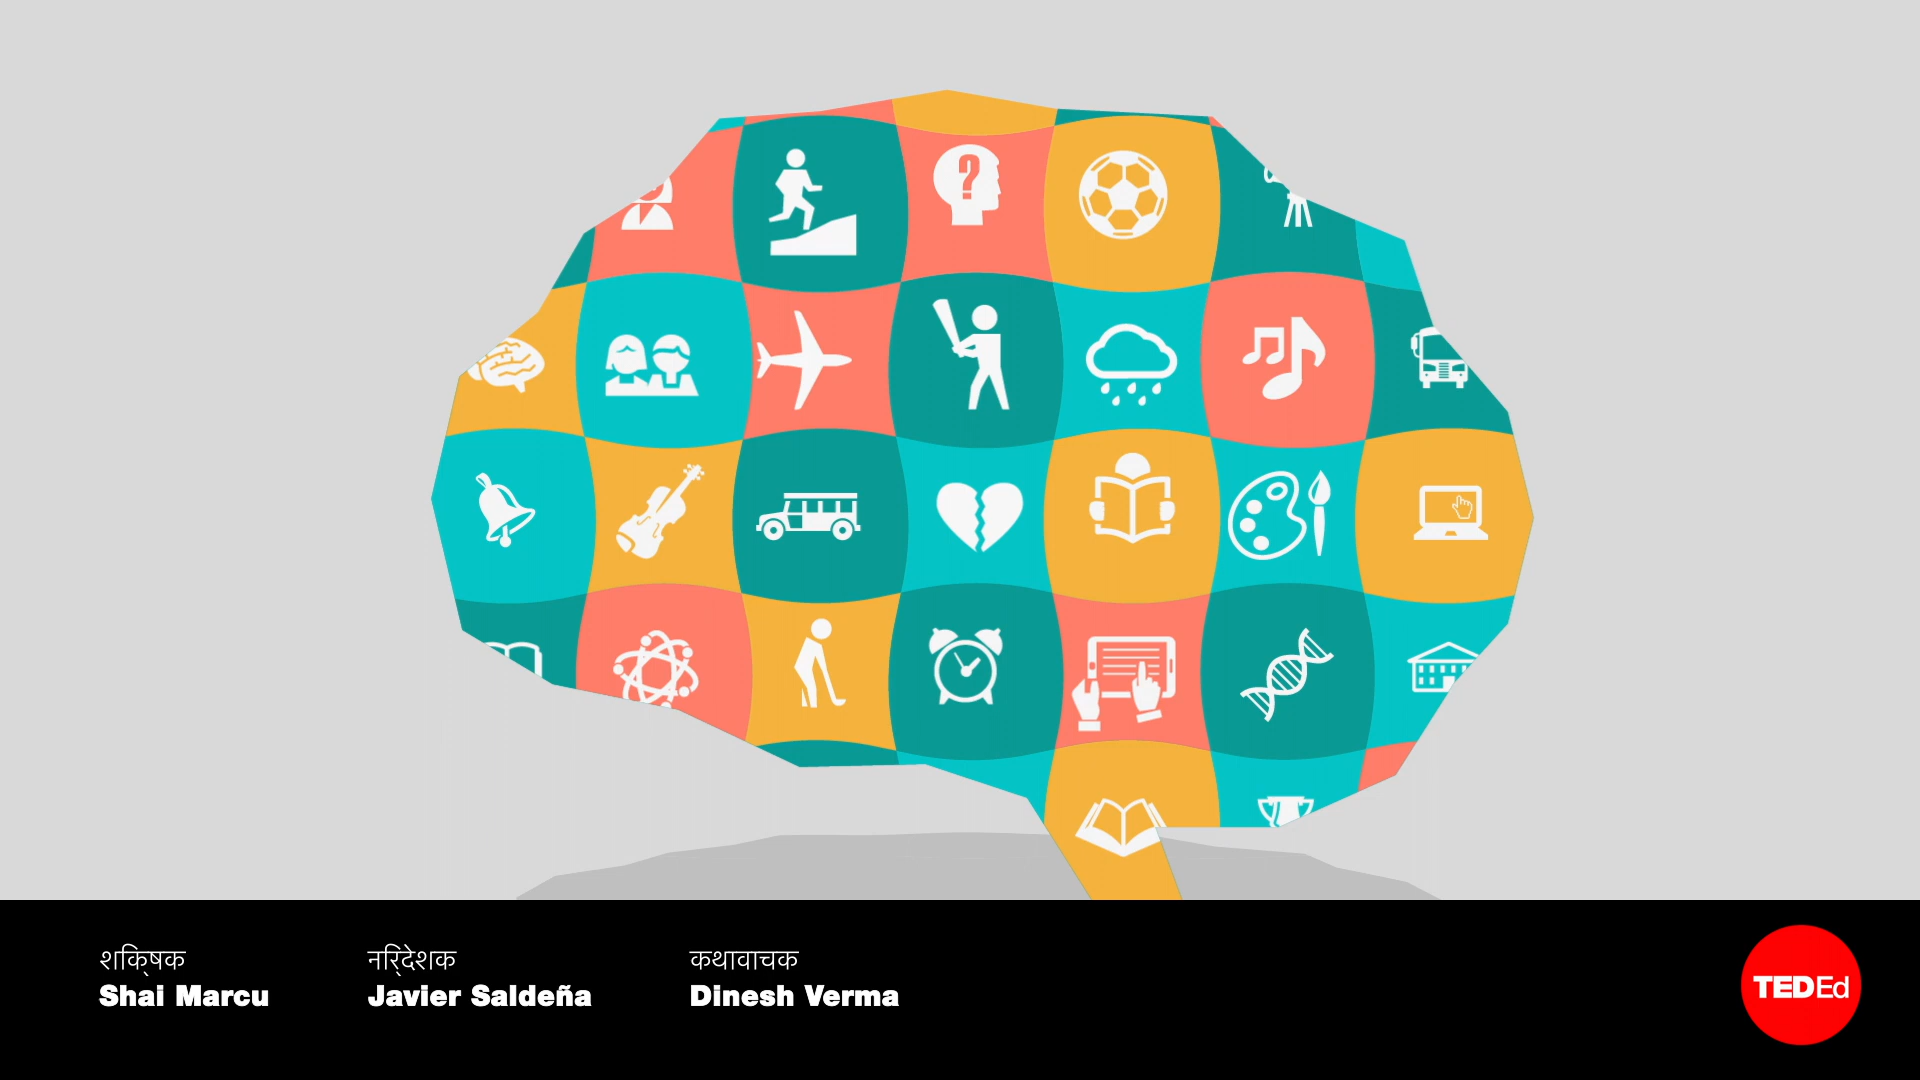 ?
शिक्षक
Shai Marcu
निर्देशक
Javier Saldeña
कथावाचक
Dinesh Verma
TEDEd